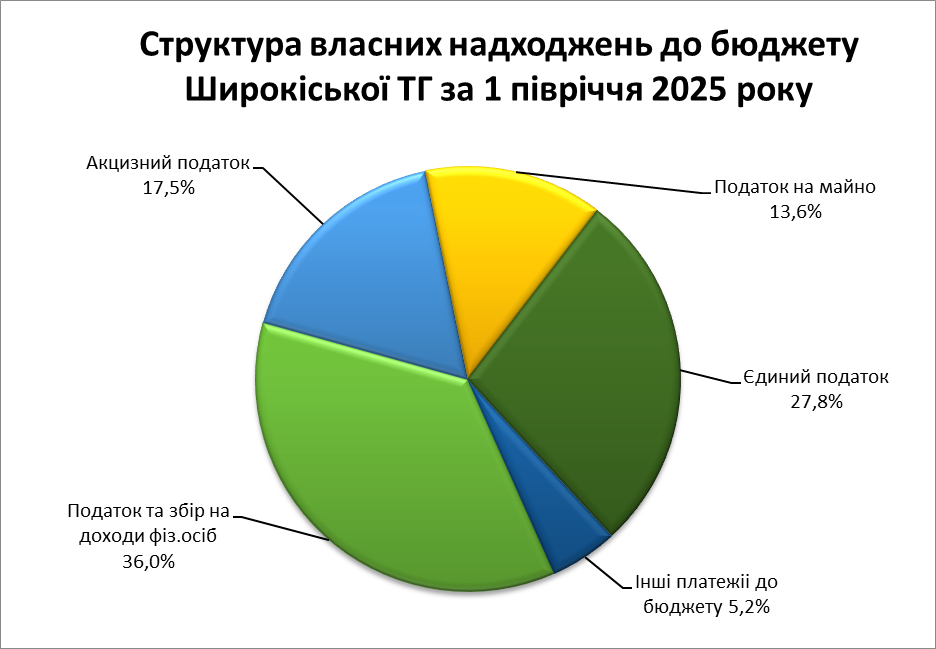 Структура власних надходжень до бюджету
Широкіської ТГ за 1 півріччя 2025 року
Акцизний податок
17,5%
Податок на майно
13,6%
Єдиний податок
27,8%
Податок та збір на
доходи фіз.осіб
36,0%
Інші платежіі до
бюджету 5,2%